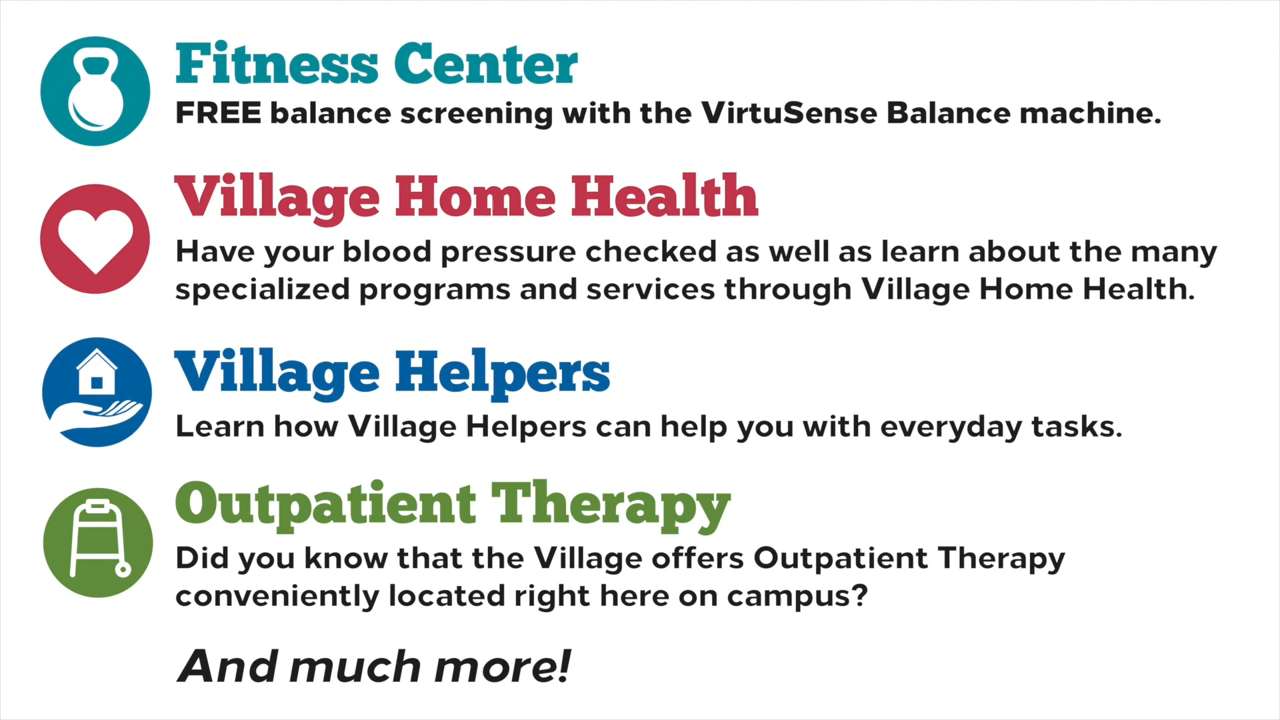 Fitness Center
FREE balance screening with the VirtuSense Balance machine.
Village Home Health
Have your blood pressure checked as well as learn about the many
specialized programs and services through Village Home Health.
Village Helpers
Learn how Village Helpers can help you with everyday tasks.
Outpatient Therapy
Did you know that the Village offers Outpatient Therapy
conveniently located right here on campus?
And much more!